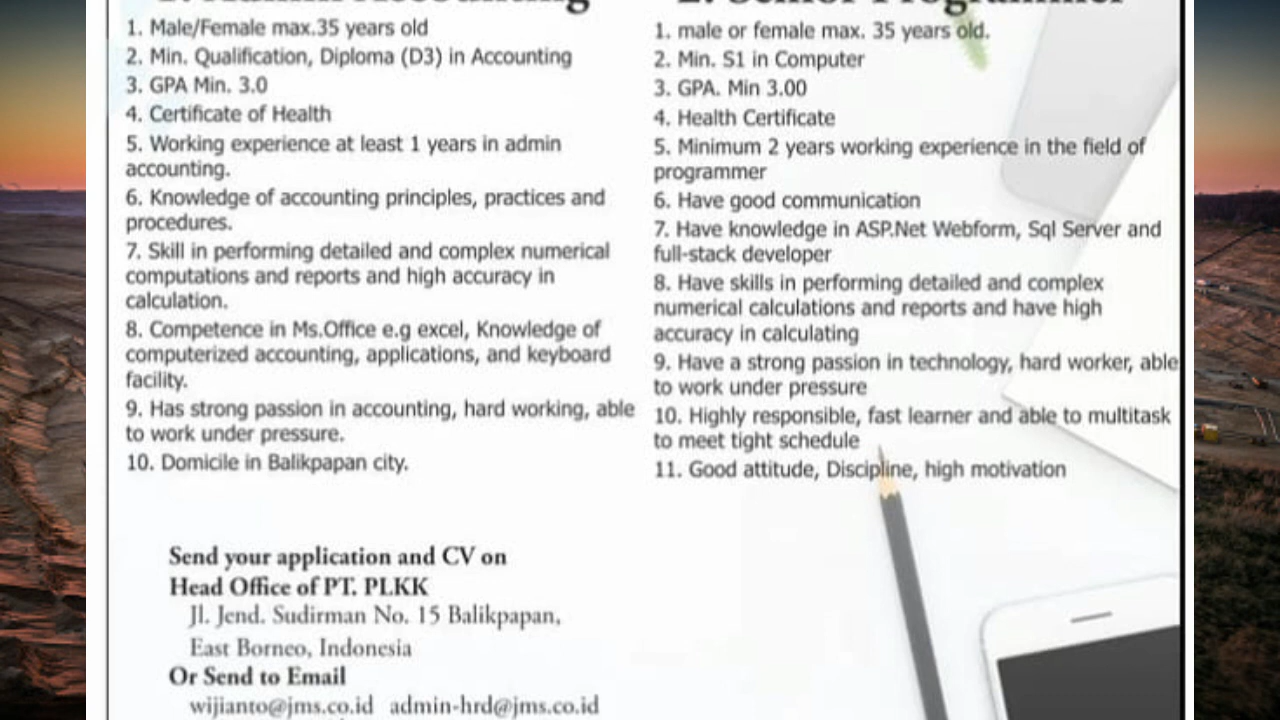 1. Male/Female max.35 years old
2. Min. Qualification, Diploma (D3) in Accounting
3. GPA Min. 3.0
4. Certificate of Health
5. Working experience at least 1 years in admin
accounting.
6. Knowledge of accounting principles, practices and
procedures.
7. Skill in performing detailed and complex numerical
computations and reports and high accuracy in
calculation.
8. Competence in Ms.Office e.g excel, Knowledge of
computerized accounting, applications, and keyboard
facility.
9. Has strong passion in accounting, hard working, able
to work under pressure.
10. Domicile in Balikpapan city.
2. Senior Programmer
1. male or female max. 35 years old.
2. Min. S1 in Computer
3. GPA. Min 3.00
4. Health Certificate
5. Minimum 2 years working experience in the field of
programmer
6. Have good communication
7. Have knowledge in ASP.Net Webform, Sql Server and
full-stack developer
8. Have skills in performing detailed and complex
numerical calculations and reports and have high
accuracy in calculating
9. Have a strong passion in technology, hard worker, able
to work under pressure
10. Highly responsible, fast learner and able to multitask
to meet tight schedule
11. Good attitude, Discipline, high motivation
Send your application and CV on
Head Office of PT. PLKK
Jl. Jend. Sudirman No. 15 Balikpapan,
East Borneo, Indonesia
Or Send to Email
wijianto@jms.co.id admin-hrd@jms.co.id